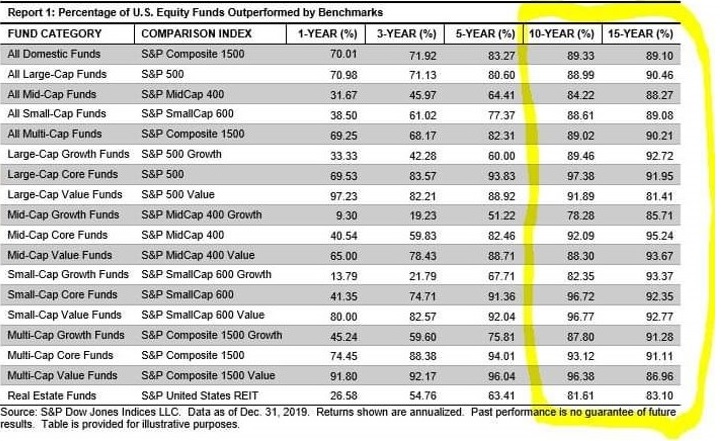 Report 1: Percentage of U.S. Equity Funds Outperformed by Benchmarks
FUND CATEGORY COMPARISON INDEX 1-YEAR (%) 3-YEAR (%) 5-YEAR (%) 10-YEAR (%) 15-YEAR (%)
All Domestic Funds S&P Composite 1500 70.01 71.92 83.27 89.33 89.10
All Large-Cap Funds S&P 500 70.98 71.13 80.60 88.99 90.46
All Mid-Cap Funds S&P MidCap 400 31.67 45.97 64.41 84.22 88.27
All Small-Cap Funds S&P SmallCap 600 38.50 61.02 77.37 88.61 89.08
All Multi-Cap Funds S&P Composite 1500 69.25 68.17 82.31 89.02 90.21
Large-Cap Growth Funds S&P 500 Growth 33.33 42.28 60.00 89.46 92.72
Large-Cap Core Funds S&P 500 69.53 83.57 93.83 97.38 91.95
Large-Cap Value Funds S&P 500 Value 97.23 82.21 88.92 91.89 81.41
Mid-Cap Growth Funds S&P MidCap 400 Growth 9.30 19.23 51.22 78.28 85.71
Mid-Cap Core Funds S&P MidCap 400 40.54 59.83 82.46 92.09 95.24
Mid-Cap Value Funds S&P MidCap 400 Value 65.00 78.43 88.71 88.30 93.67
Small-Cap Growth Funds S&P SmallCap 600 Growth 13.79 21.79 67.71 82.35 93.37
Small-Cap Core Funds S&P SmallCap 600 41.35 74.71 91.36 96.72 92.35
Small-Cap Value Funds S&P SmallCap 600 Value 80.00 82.57 92.04 96.77 92.77
Multi-Cap Growth Funds S&P Composite 1500 Growth 45.24 59.60 75.81 87.80 91.28
Multi-Cap Core Funds S&P Composite 1500 74.45 88.38 94.01 93.12 91.11
Multi-Cap Value Funds S&P Composite 1500 Value 91.80 92.17 96.04 96.38 86.96
Real Estate Funds S&P United States REIT 26.58 54.76 63.41 81.61 83.10
Source: S&P Dow Jones Indices LLC. Data as of Dec. 31, 2019. Returns shown are annualized. Past performance is no guarantee of future
results. Table is provided for illustrative purposes.